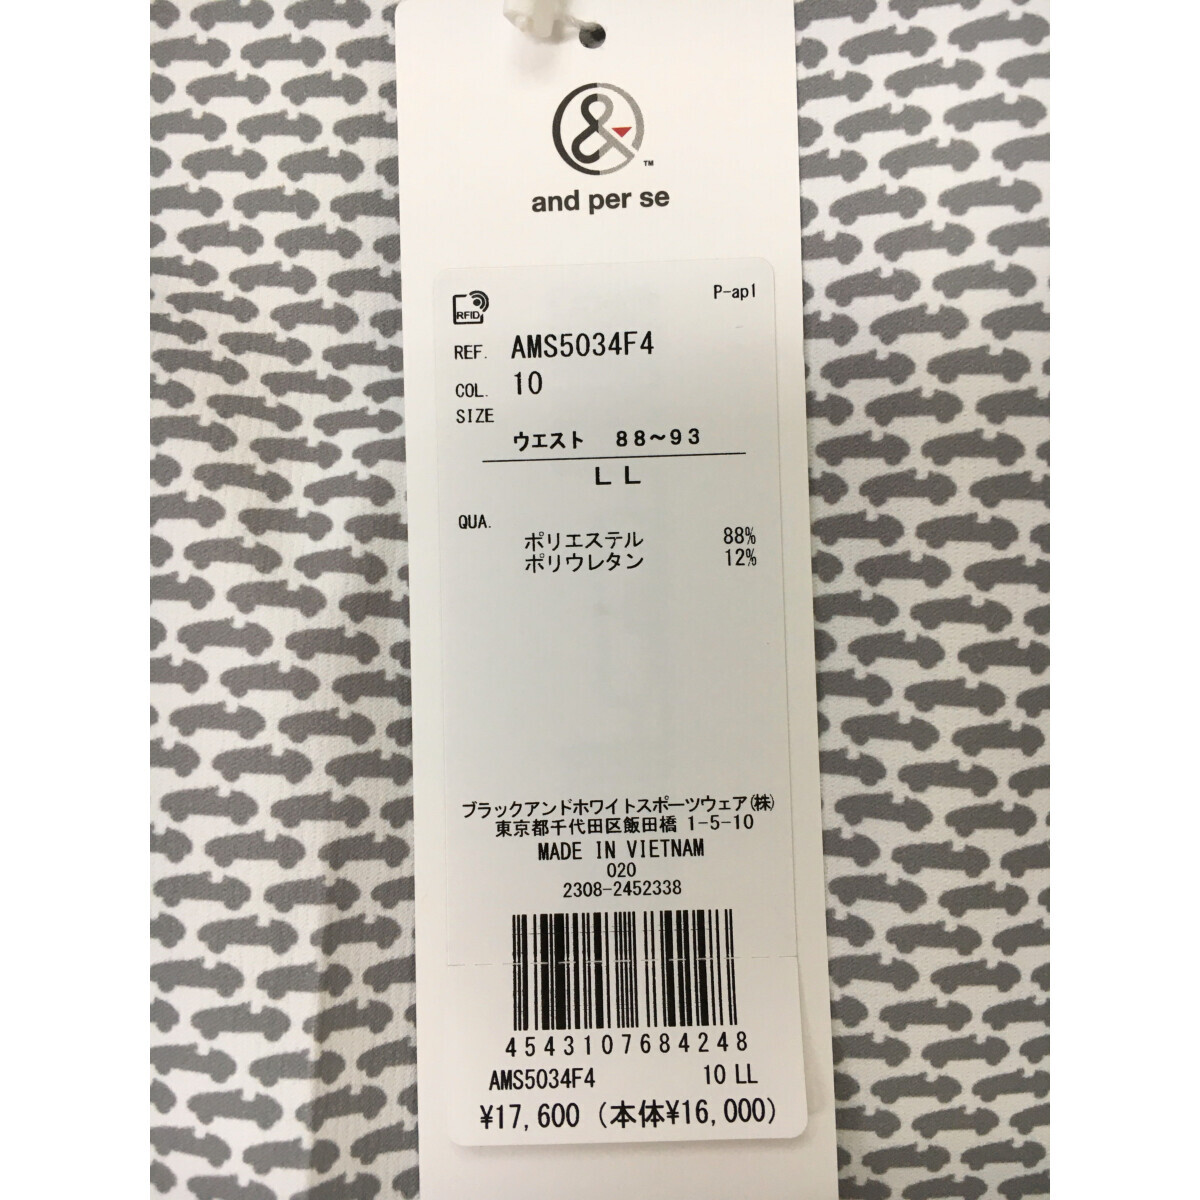 &
™
and per se
P-ap1
RFID
REF. AMS5034F4
COL. 10
SIZE
ウエスト 88〜93
LL
QUA.
ポリエステル 88%
ポリウレタン 12%
ブラックアンドホワイトスポーツウェア(株)
東京都千代田区飯田橋 1-5-10
MADE IN VIETNAM
020
2308-2452338
4543107684248
AMS5034F4 10 LL
¥17,600 (本体¥16,000)